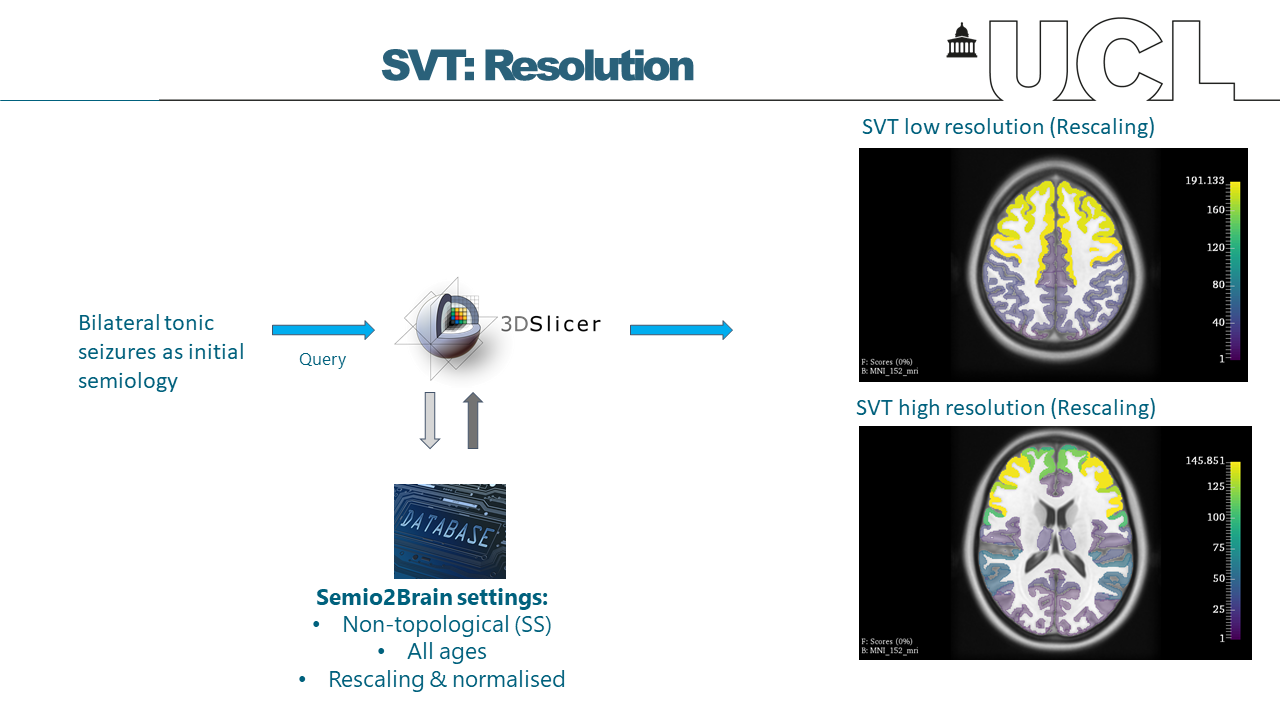 SVT: Resolution
UCL
SVT low resolution (Rescaling)
191.133
160
120
80
40
1
F: Scores (0%)
B: MNI_152_mri
Bilateral tonic
seizures as initial
semiology
Query
3DSlicer
SVT high resolution (Rescaling)
145.851
125
100
75
50
25
1
F: Scores (0%)
B: MNI_152_mri
DATABASE
Semio2Brain settings:
• Non-topological (SS)
• All ages
• Rescaling & normalised